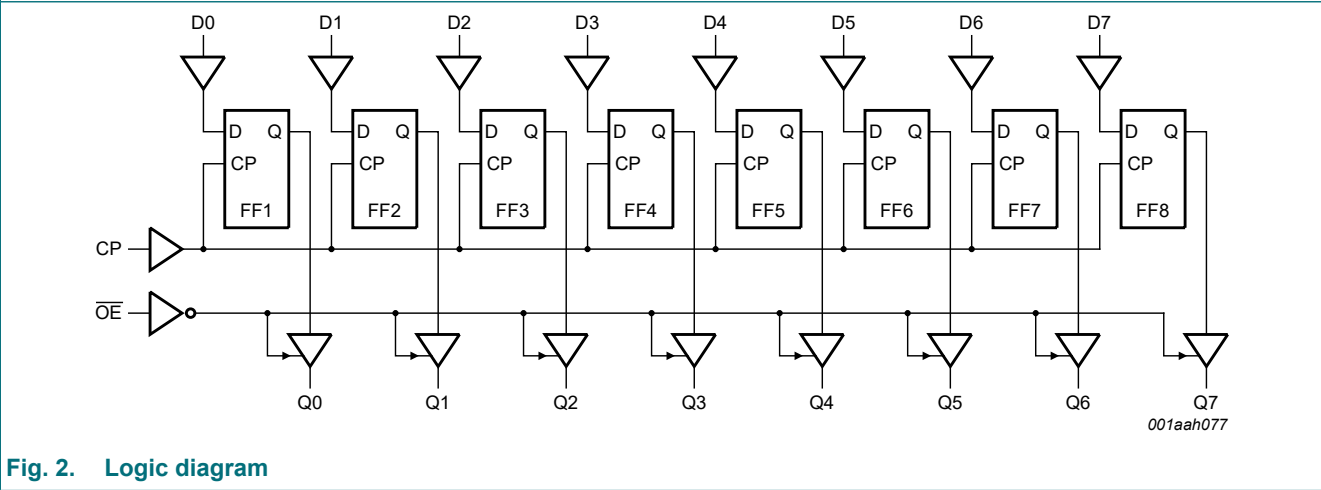 D0 D1 D2 D3 D4 D5 D6 D7
D Q D Q D Q D Q D Q D Q D Q D Q
CP CP CP CP CP CP CP CP
FF1 FF2 FF3 FF4 FF5 FF6 FF7 FF8
CP
O̅E̅
Q0 Q1 Q2 Q3 Q4 Q5 Q6 Q7
001aah077
Fig. 2. Logic diagram